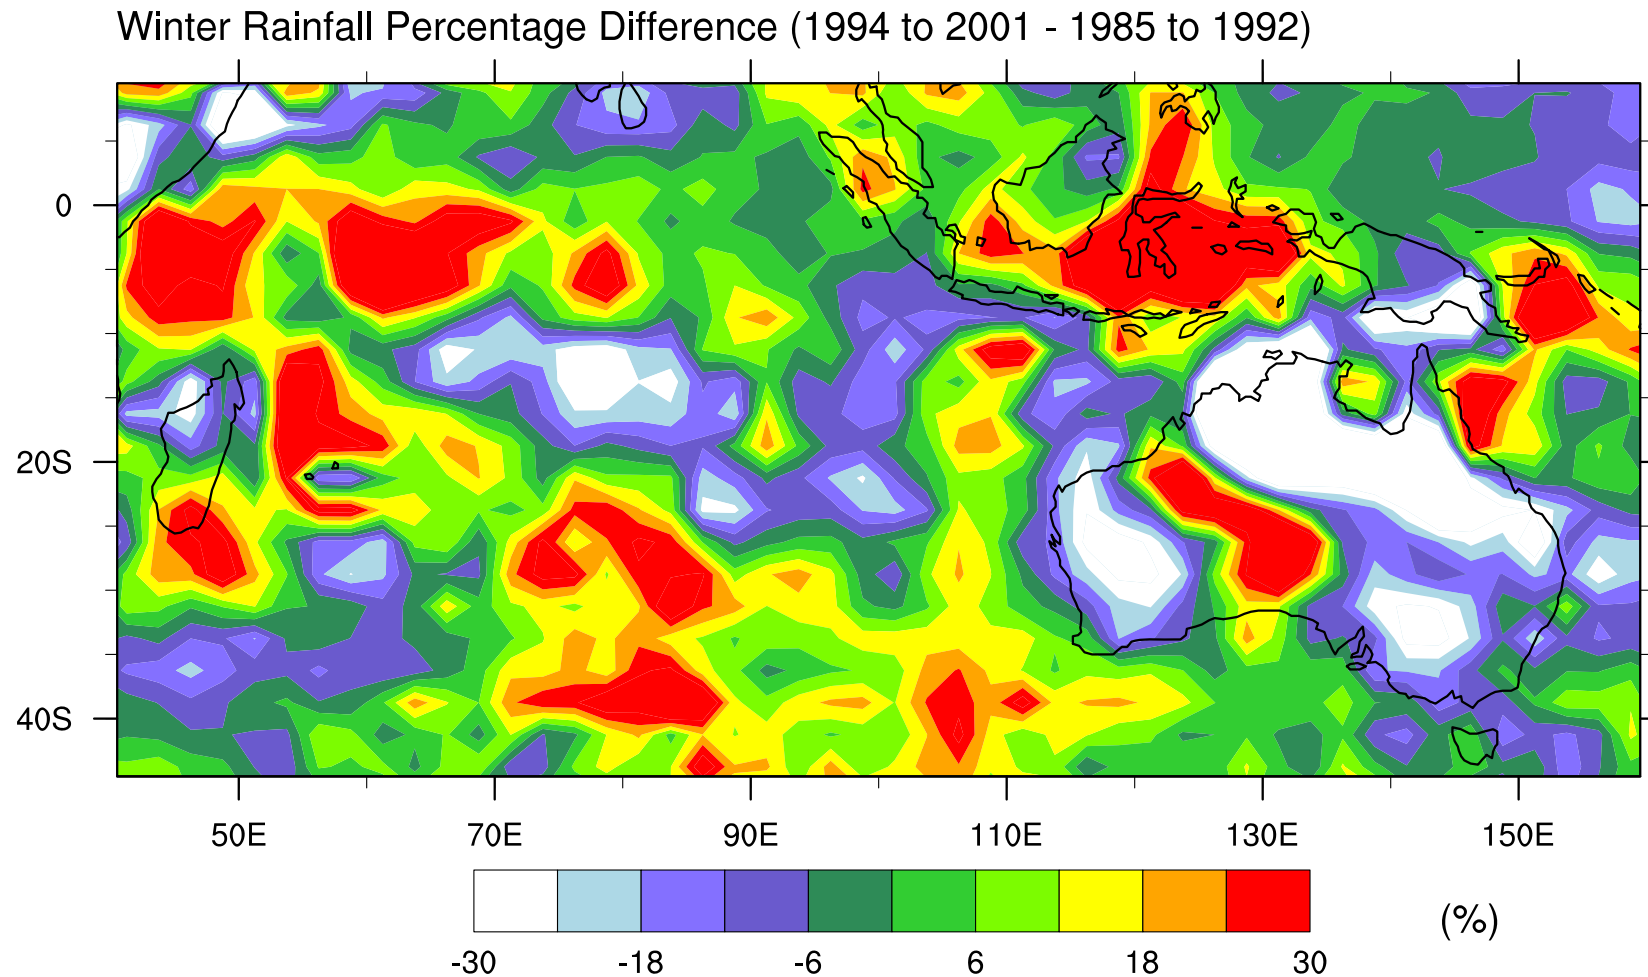 Winter Rainfall Percentage Difference (1994 to 2001 - 1985 to 1992)
0
20S
40S
50E 70E 90E 110E 130E 150E
-30 -18 -6 6 18 30
(%)